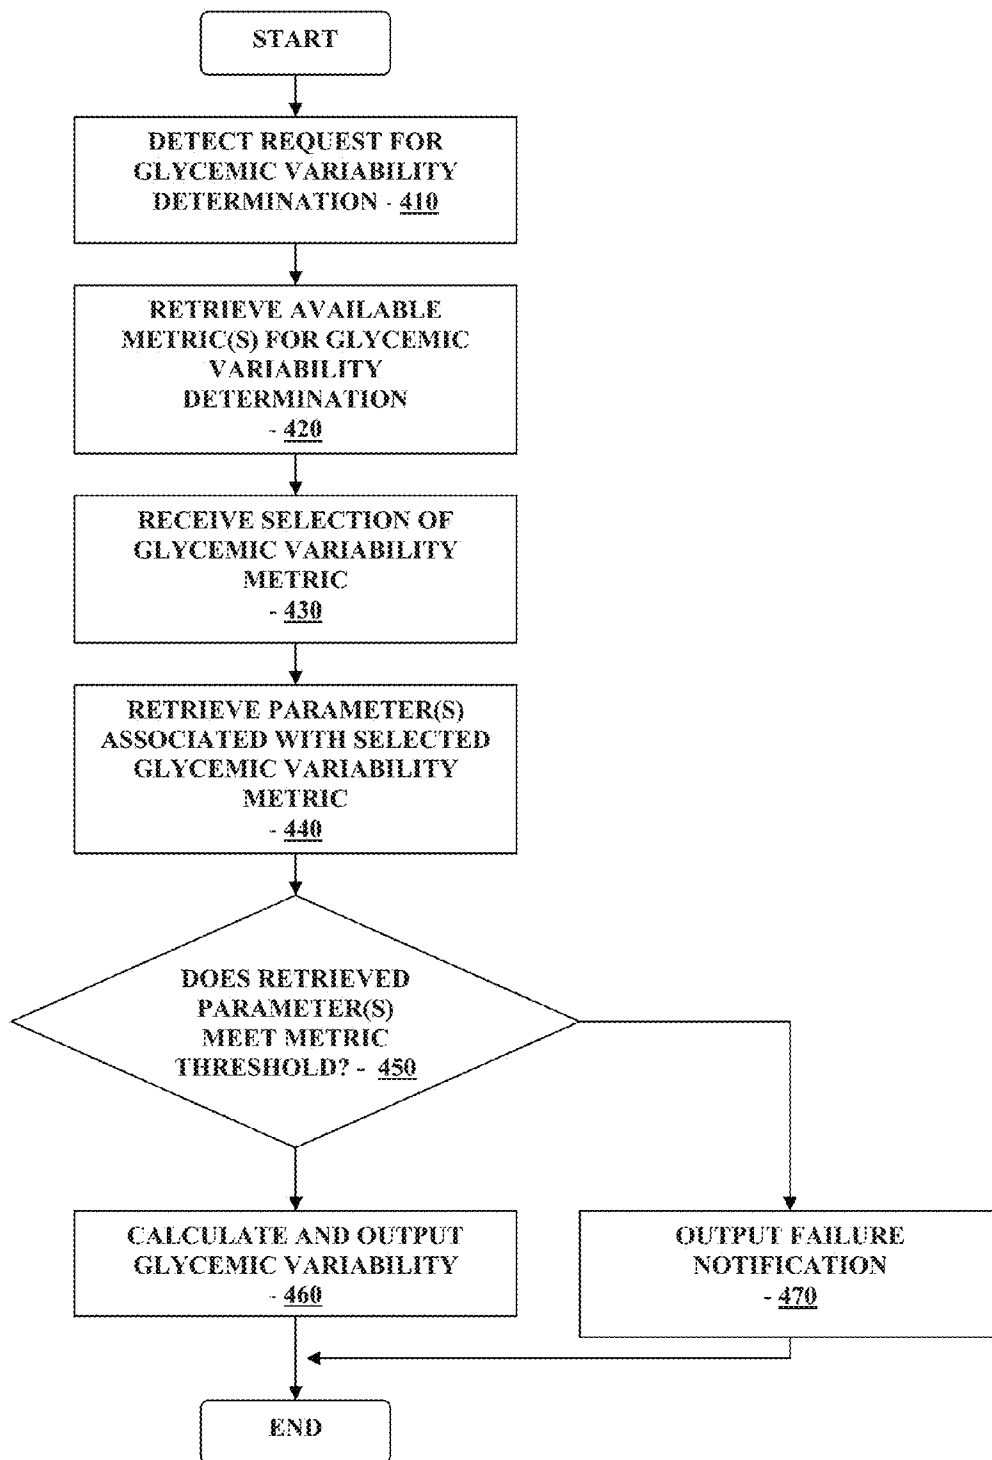 START
DETECT REQUEST FOR
GLYCEMIC VARIABILITY
DETERMINATION - 410
RETRIEVE AVAILABLE
METRIC(S) FOR GLYCEMIC
VARIABILITY
DETERMINATION
- 420
RECEIVE SELECTION OF
GLYCEMIC VARIABILITY
METRIC
- 430
RETRIEVE PARAMETER(S)
ASSOCIATED WITH SELECTED
GLYCEMIC VARIABILITY
METRIC
- 440
DOES RETRIEVED
PARAMETER(S)
MEET METRIC
THRESHOLD? - 450
CALCULATE AND OUTPUT
GLYCEMIC VARIABILITY
- 460
OUTPUT FAILURE
NOTIFICATION
- 470
END